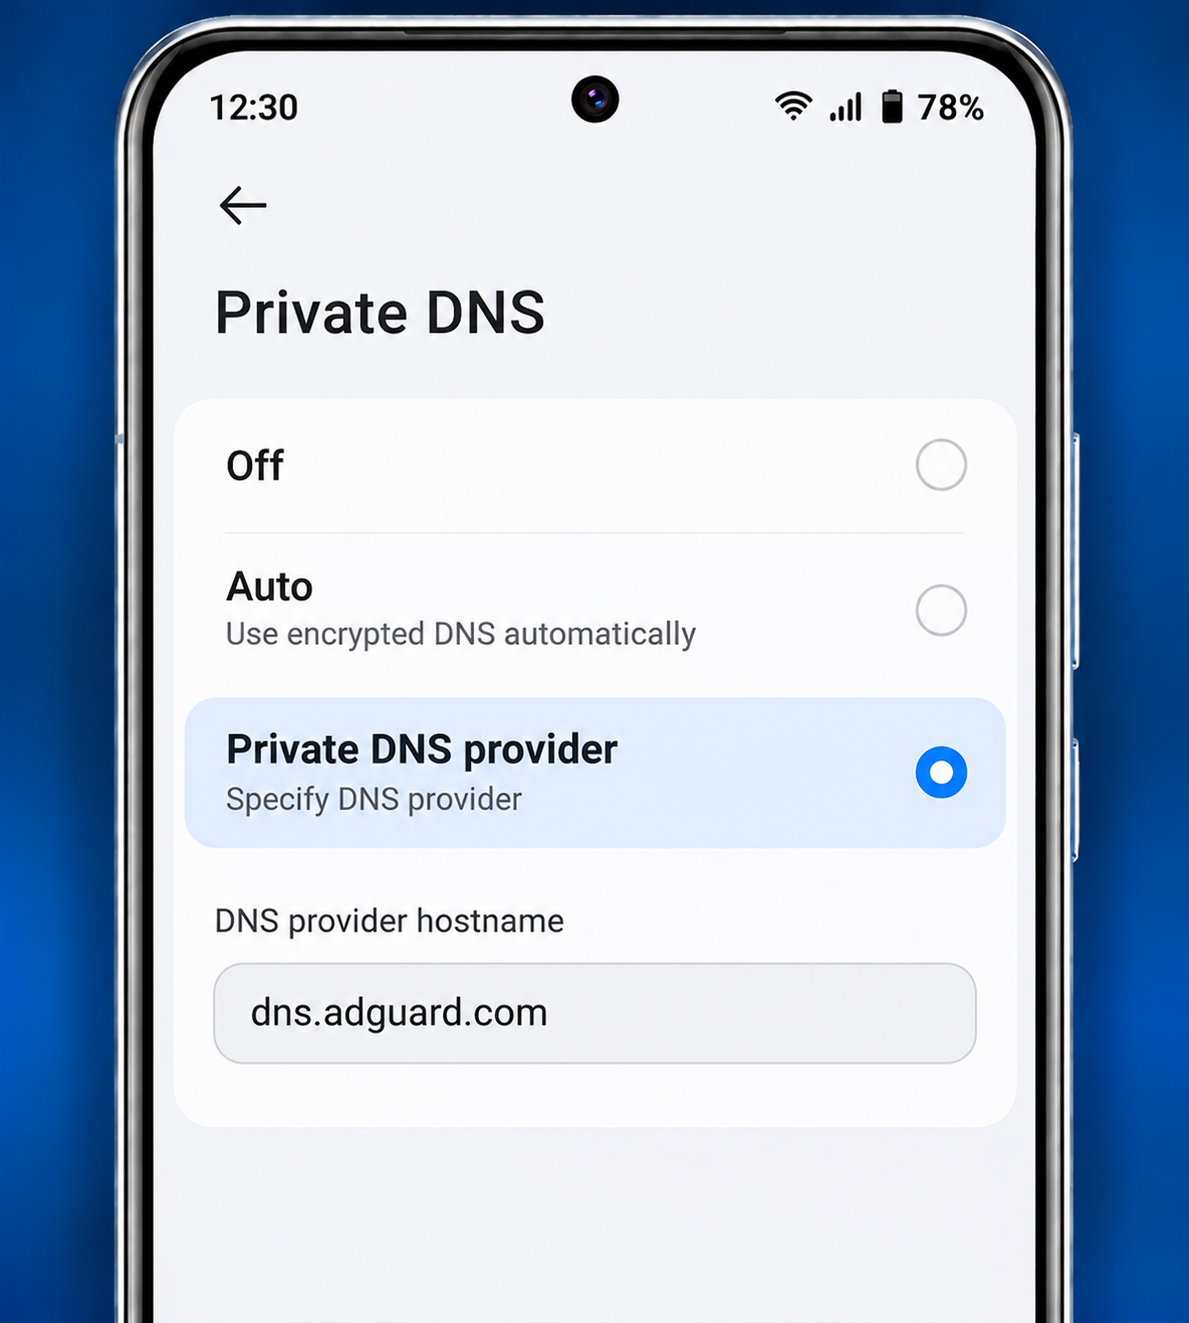 12:30
78%
Private DNS
Off
Auto
Use encrypted DNS automatically
Private DNS provider
Specify DNS provider
DNS provider hostname
dns.adguard.com